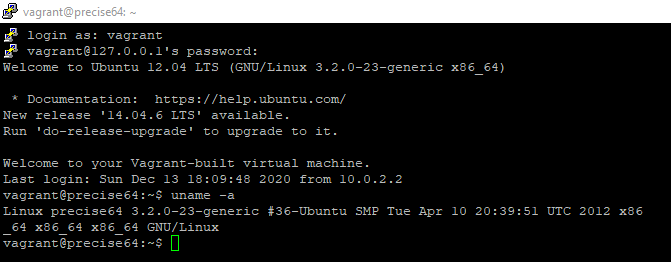 vagrant@precise64: ~
login as: vagrant
vagrant@127.0.0.1's password:
Welcome to Ubuntu 12.04 LTS (GNU/Linux 3.2.0-23-generic x86_64)
* Documentation:  https://help.ubuntu.com/
New release '14.04.6 LTS' available.
Run 'do-release-upgrade' to upgrade to it.
Welcome to your Vagrant-built virtual machine.
Last login: Sun Dec 13 18:09:48 2020 from 10.0.2.2
vagrant@precise64:~$ uname -a
Linux precise64 3.2.0-23-generic #36-Ubuntu SMP Tue Apr 10 20:39:51 UTC 2012 x86
_64 x86_64 x86_64 GNU/Linux
vagrant@precise64:~$